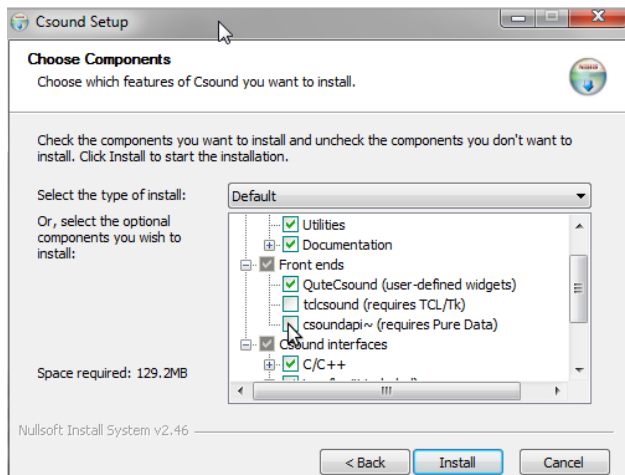 Csound Setup
Choose Components
Choose which features of Csound you want to install.
Check the components you want to install and uncheck the components you don't want to
install. Click Install to start the installation.
Select the type of install:
Default
Or, select the optional
components you wish to
install:
Utilities
Documentation
Front ends
QuteCsound (user-defined widgets)
tclcsound (requires TCL/Tk)
csoundapi~ (requires Pure Data)
Csound interfaces
C/C++
Space required: 129.2MB
Nullsoft Install System v2.46
< Back
Install
Cancel